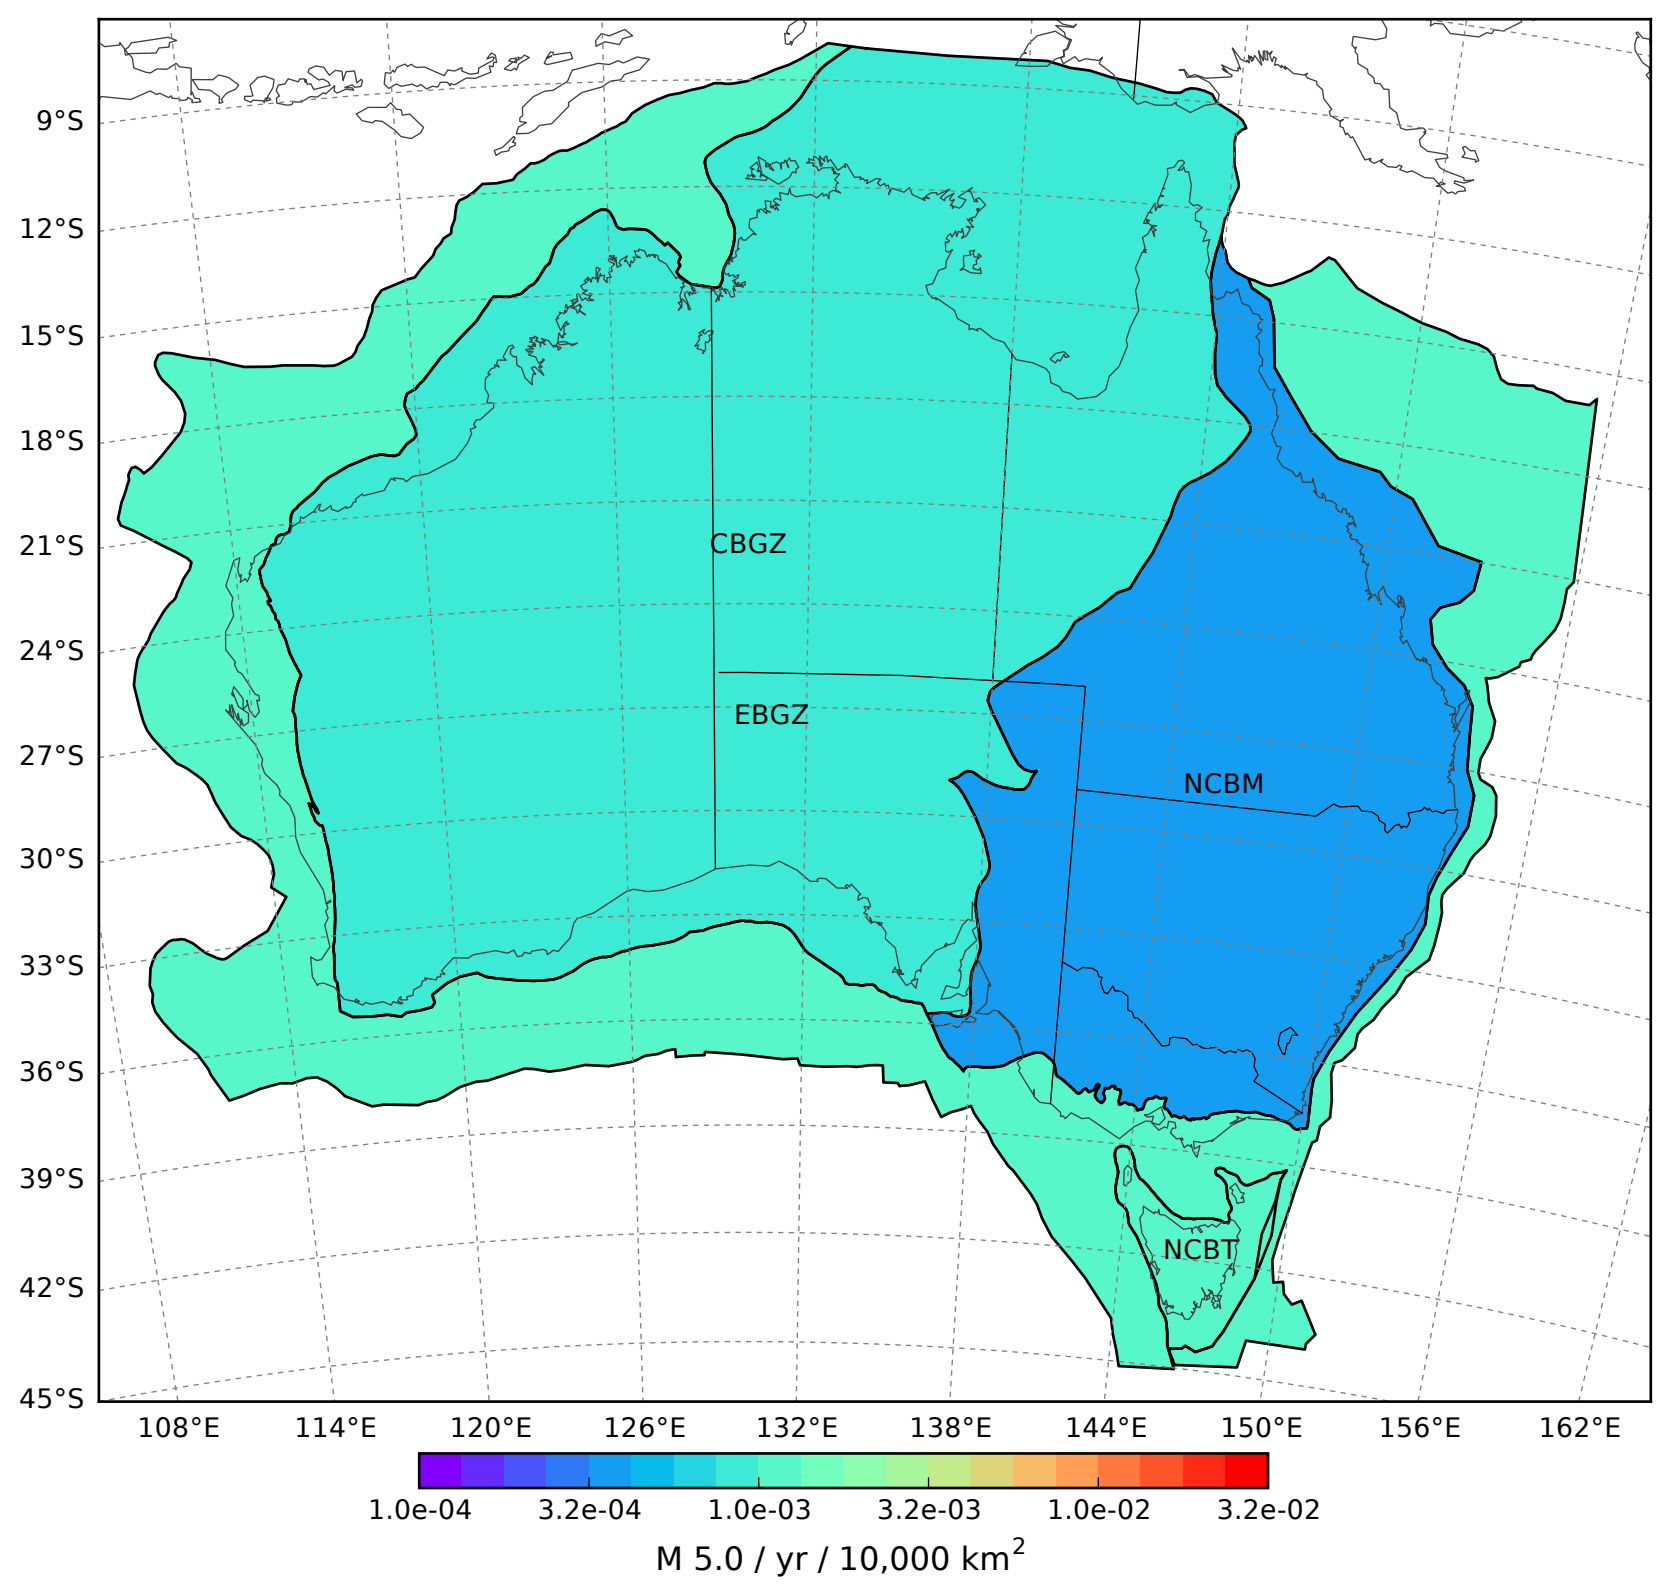 9°S
12°S
15°S
18°S
21°S
24°S
27°S
30°S
33°S
36°S
39°S
42°S
45°S
CBGZ
EBGZ
NCBM
NCBT
108°E 114°E 120°E 126°E 132°E 138°E 144°E 150°E 156°E 162°E
1.0e-04 3.2e-04 1.0e-03 3.2e-03 1.0e-02 3.2e-02
M 5.0 / yr / 10,000 km²